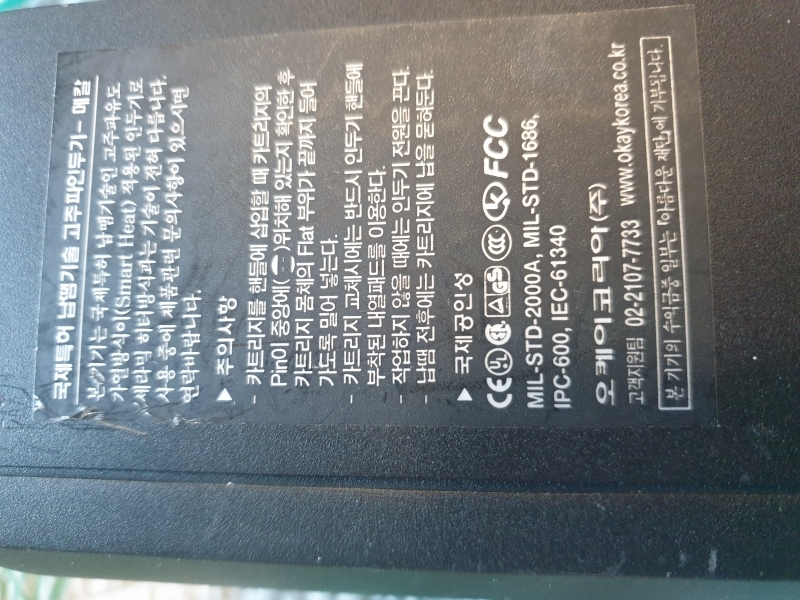 국제특허 납땜기술 고주파인두기- 메칼
본 기기는 국제특허 납땜기술인 고주파유도
가열방식이(Smart Heat) 적용된 인두기로
세라믹 히터방식과는 기술이 전혀 다릅니다.
사용 중에 제품관련 문의사항이 있으시면
연락바랍니다.
▶ 주의사항
- 카트리지를 핸들에 삽입할 때 카트리지의
Pin이 중앙에( )위치해 있는지 확인한 후
카트리지 몸체의 Flat 부위가 끝까지 들어
가도록 밀어 넣는다.
- 카트리지 교체시에는 반드시 인두기 핸들에
부착된 내열패드를 이용한다.
- 작업하지 않을 때에는 인두기 전원을 끈다.
- 납땜 전후에는 카트리지에 납을 묻혀둔다.
▶ 국제공인성
CE UL GS CCC FCC
MIL-STD-2000A, MIL-STD-1686,
IPC-600, IEC-61340
오케이코리아(주)
고객지원팀 02-2107-7733 www.okaykorea.co.kr
본 기기의 수익금중 일부는 「아름다운 재단」에 기부됩니다.